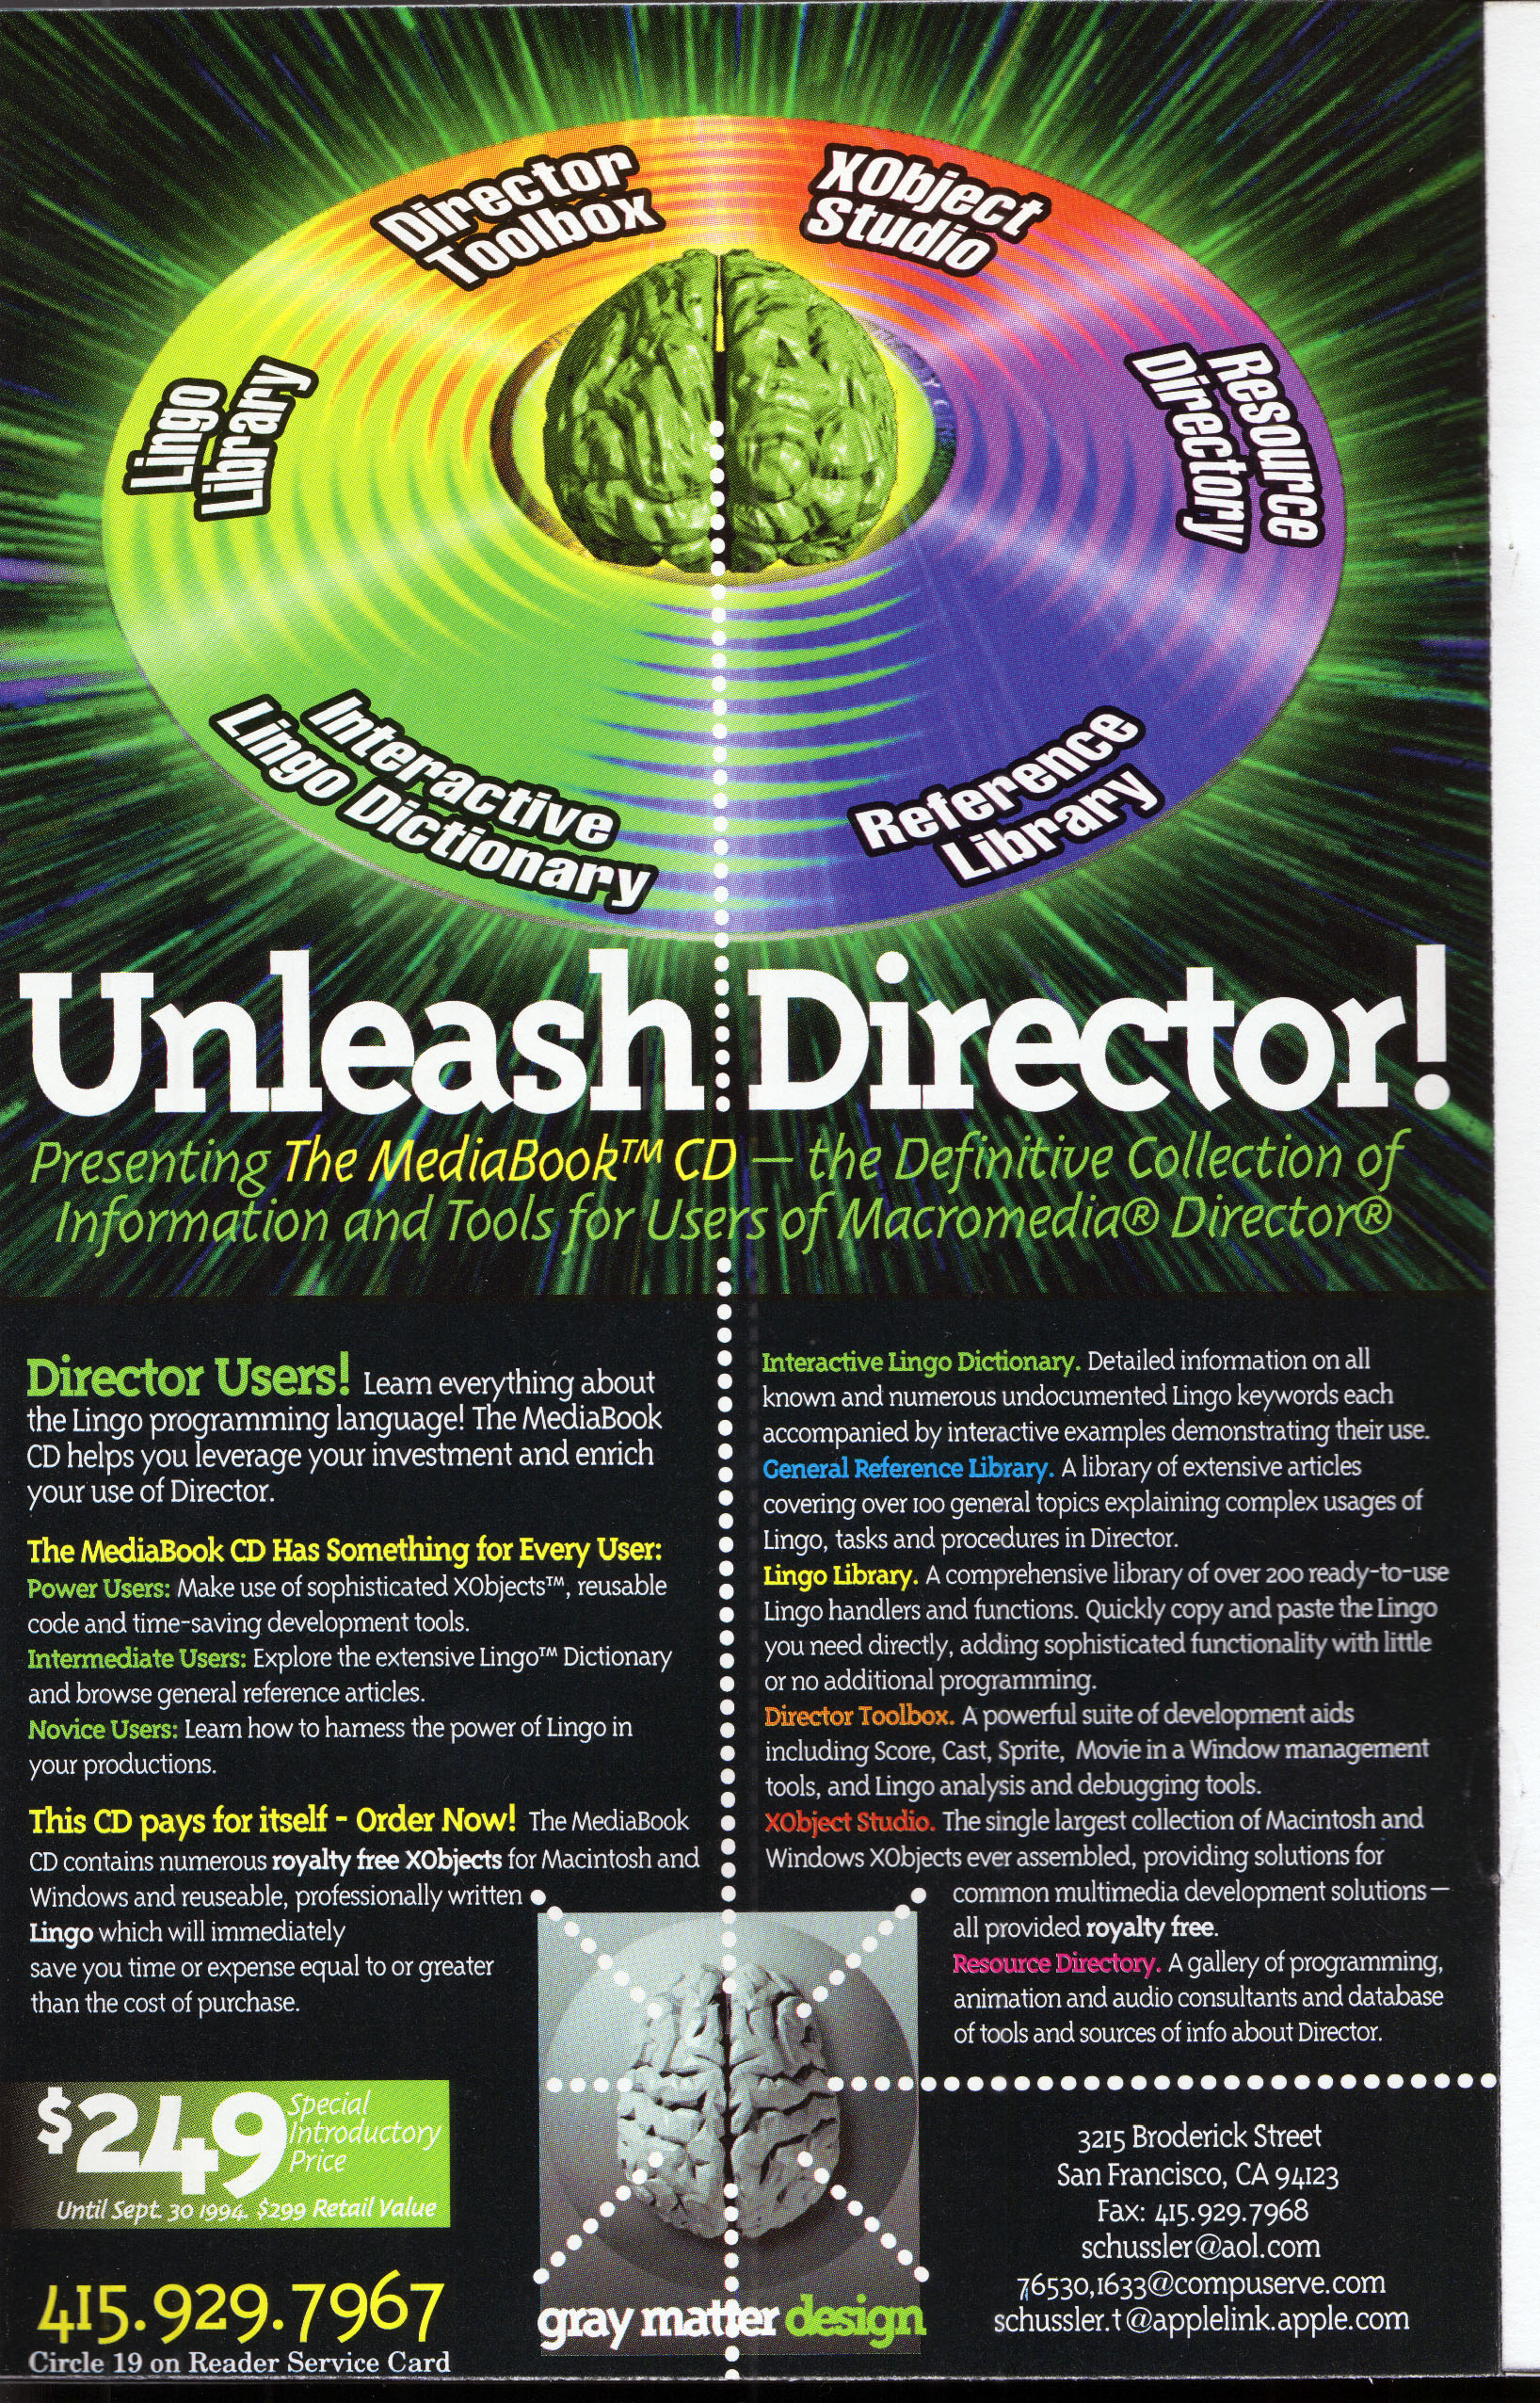 Director
Toolbox
XObject
Studio
Lingo
Library
Resource
Directory
Interactive
Lingo Dictionary
Reference
Library
Unleash Director!
Presenting The MediaBook™ CD — the Definitive Collection of
Information and Tools for Users of Macromedia® Director®
Director Users! Learn everything about
the Lingo programming language! The MediaBook
CD helps you leverage your investment and enrich
your use of Director.
The MediaBook CD Has Something for Every User:
Power Users: Make use of sophisticated XObjects™, reusable
code and time-saving development tools.
Intermediate Users: Explore the extensive Lingo™ Dictionary
and browse general reference articles.
Novice Users: Learn how to harness the power of Lingo in
your productions.
This CD pays for itself - Order Now! The MediaBook
CD contains numerous royalty free XObjects for Macintosh and
Windows and reuseable, professionally written
Lingo which will immediately
save you time or expense equal to or greater
than the cost of purchase.
$249 Special
Introductory
Price
Until Sept. 30 1994. $299 Retail Value
415.929.7967
Circle 19 on Reader Service Card
Interactive Lingo Dictionary. Detailed information on all
known and numerous undocumented Lingo keywords each
accompanied by interactive examples demonstrating their use.
General Reference Library. A library of extensive articles
covering over 100 general topics explaining complex usages of
Lingo, tasks and procedures in Director.
Lingo Library. A comprehensive library of over 200 ready-to-use
Lingo handlers and functions. Quickly copy and paste the Lingo
you need directly, adding sophisticated functionality with little
or no additional programming.
Director Toolbox. A powerful suite of development aids
including Score, Cast, Sprite, Movie in a Window management
tools, and Lingo analysis and debugging tools.
XObject Studio. The single largest collection of Macintosh and
Windows XObjects ever assembled, providing solutions for
common multimedia development solutions —
all provided royalty free.
Resource Directory. A gallery of programming,
animation and audio consultants and database
of tools and sources of info about Director.
gray matter design
3215 Broderick Street
San Francisco, CA 94123
Fax: 415.929.7968
schussler@aol.com
76530,1633@compuserve.com
schussler.t@applelink.apple.com